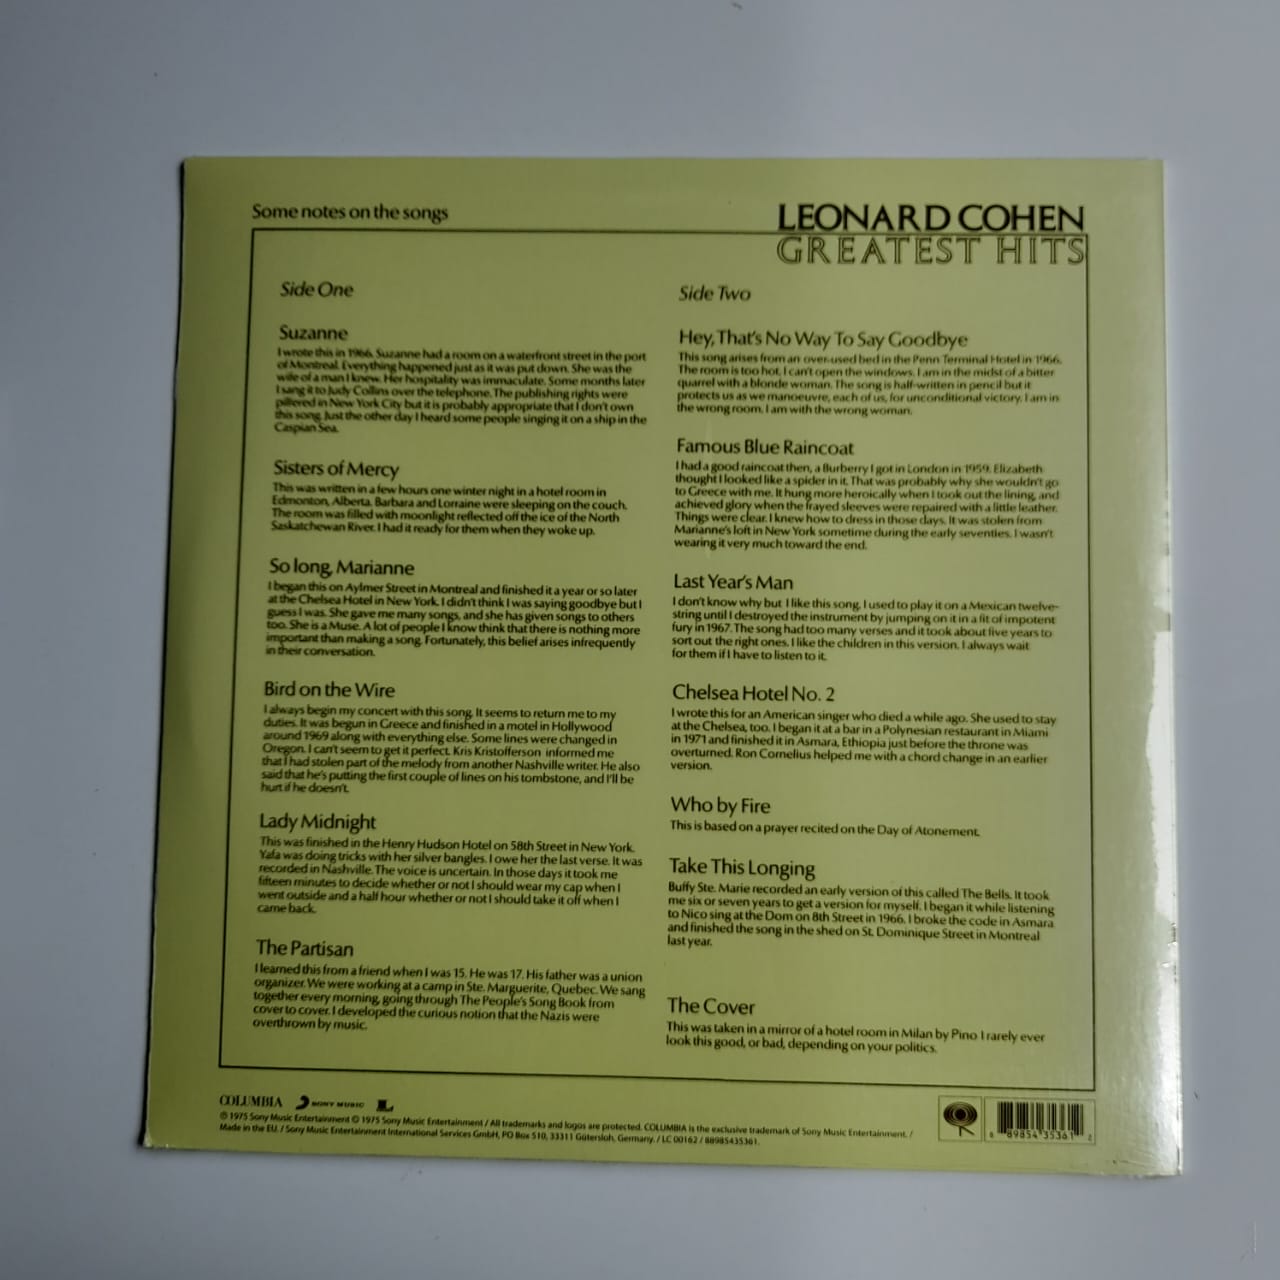 Some notes on the songs
LEONARD COHEN
GREATEST HITS
Side One
Suzanne
I wrote this in 1966. Suzanne had a room on a waterfront street in the port
of Montreal. Everything happened just as it was put down. She was the
wife of a man I knew. Her hospitality was immaculate. Some months later
I sang it to Judy Collins over the telephone. The publishing rights were
pilfered in New York City but it is probably appropriate that I don't own
this song. Just the other day I heard some people singing it on a ship in the
Caspian Sea.
Sisters of Mercy
This was written in a few hours one winter night in a hotel room in
Edmonton, Alberta. Barbara and Lorraine were sleeping on the couch.
The room was filled with moonlight reflected off the ice of the North
Saskatchewan River. I had it ready for them when they woke up.
So long, Marianne
I began this on Aylmer Street in Montreal and finished it a year or so later
at the Chelsea Hotel in New York. I didn't think I was saying goodbye but I
guess I was. She gave me many songs, and she has given songs to others
too. She is a Muse. A lot of people I know think that there is nothing more
important than making a song. Fortunately, this belief arises infrequently
in their conversation.
Bird on the Wire
I always begin my concert with this song. It seems to return me to my
duties. It was begun in Greece and finished in a motel in Hollywood
around 1969 along with everything else. Some lines were changed in
Oregon. I can't seem to get it perfect. Kris Kristofferson informed me
that I had stolen part of the melody from another Nashville writer. He also
said that he's putting the first couple of lines on his tombstone, and I'll be
hurt if he doesn't.
Lady Midnight
This was finished in the Henry Hudson Hotel on 58th Street in New York.
Yafa was doing tricks with her silver bangles. I owe her the last verse. It was
recorded in Nashville. The voice is uncertain. In those days it took me
fifteen minutes to decide whether or not I should wear my cap when I
went outside and a half hour whether or not I should take it off when I
came back.
The Partisan
I learned this from a friend when I was 15. He was 17. His father was a union
organizer. We were working at a camp in Ste. Marguerite, Quebec. We sang
together every morning, going through The People's Song Book from
cover to cover. I developed the curious notion that the Nazis were
overthrown by music.
Side Two
Hey, That's No Way To Say Goodbye
This song arises from an over-used bed in the Penn Terminal Hotel in 1966.
The room is too hot. I can't open the windows. I am in the midst of a bitter
quarrel with a blonde woman. The song is half-written in pencil but it
protects us as we manoeuvre, each of us, for unconditional victory. I am in
the wrong room. I am with the wrong woman.
Famous Blue Raincoat
I had a good raincoat then, a Burberry I got in London in 1959. Elizabeth
thought I looked like a spider in it. That was probably why she wouldn't go
to Greece with me. It hung more heroically when I took out the lining, and
achieved glory when the frayed sleeves were repaired with a little leather.
Things were clear. I knew how to dress in those days. It was stolen from
Marianne's loft in New York sometime during the early seventies. I wasn't
wearing it very much toward the end.
Last Year's Man
I don't know why but I like this song. I used to play it on a Mexican twelve-
string until I destroyed the instrument by jumping on it in a fit of impotent
fury in 1967. The song had too many verses and it took about five years to
sort out the right ones. I like the children in this version. I always wait
for them if I have to listen to it.
Chelsea Hotel No. 2
I wrote this for an American singer who died a while ago. She used to stay
at the Chelsea, too. I began it at a bar in a Polynesian restaurant in Miami
in 1971 and finished it in Asmara, Ethiopia just before the throne was
overturned. Ron Cornelius helped me with a chord change in an earlier
version.
Who by Fire
This is based on a prayer recited on the Day of Atonement.
Take This Longing
Buffy Ste. Marie recorded an early version of this called The Bells. It took
me six or seven years to get a version for myself. I began it while listening
to Nico sing at the Dom on 8th Street in 1966. I broke the code in Asmara
and finished the song in the shed on St. Dominique Street in Montreal
last year.
The Cover
This was taken in a mirror of a hotel room in Milan by Pino I rarely ever
look this good, or bad, depending on your politics.
COLUMBIA SONY MUSIC L
℗ 1975 Sony Music Entertainment © 1975 Sony Music Entertainment / All trademarks and logos are protected. COLUMBIA is the exclusive trademark of Sony Music Entertainment. /
Made in the EU. / Sony Music Entertainment International Services GmbH, PO Box 510, 33311 Gütersloh, Germany. / LC 00162 / 88985435361.
8 89854 35361 2